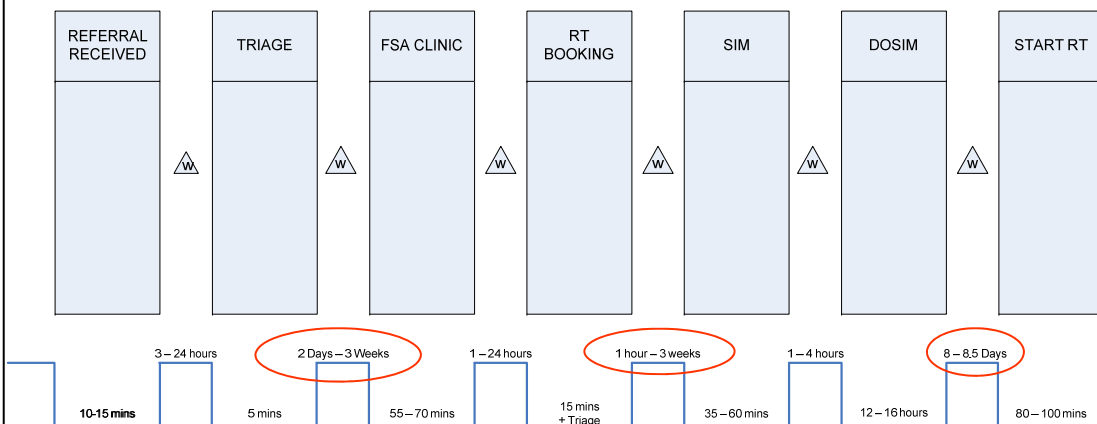 REFERRAL
RECEIVED
TRIAGE
FSA CLINIC
RT
BOOKING
SIM
DOSIM
START RT
W
W
W
W
W
W
3 – 24 hours
2 Days – 3 Weeks
1 – 24 hours
1 hour – 3 weeks
1 – 4 hours
8 – 8.5 Days
10-15 mins
5 mins
55 – 70 mins
15 mins
+ Triage
35 – 60 mins
12 – 16 hours
80 – 100 mins